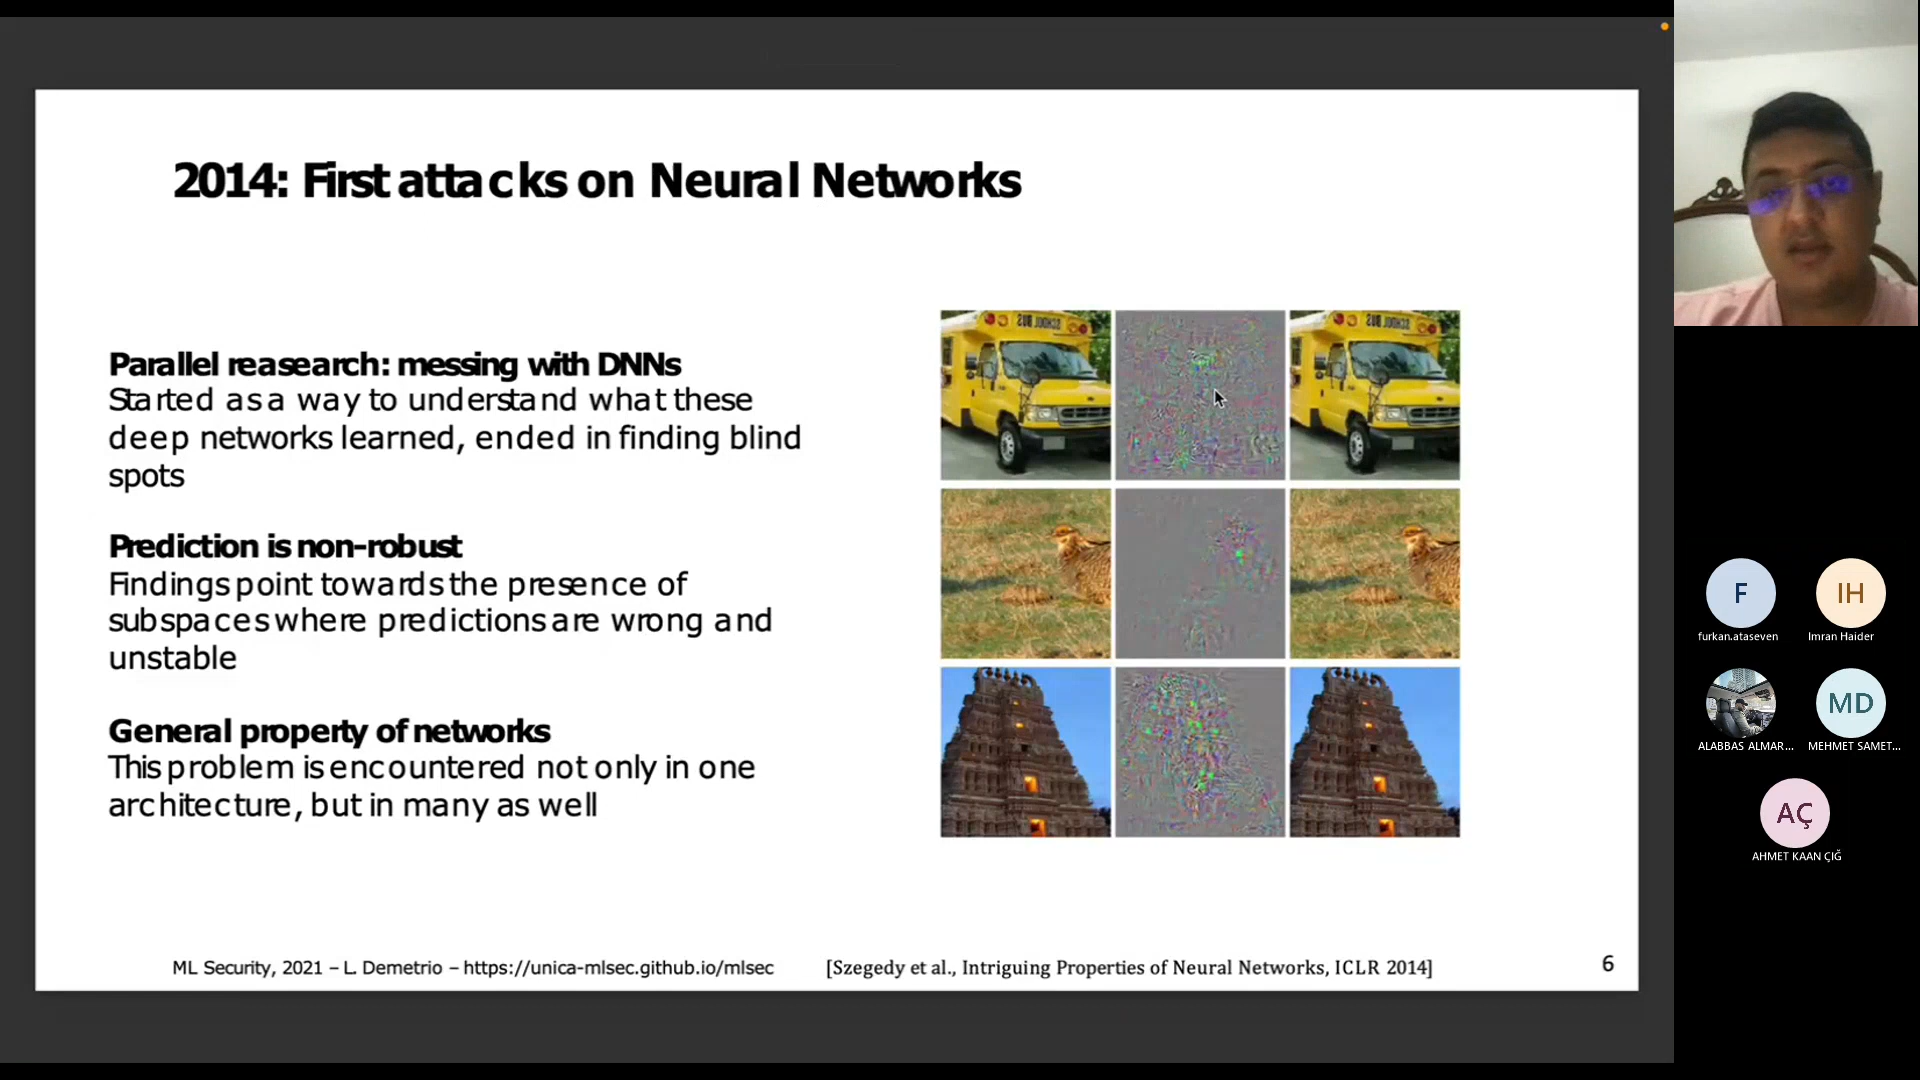 2014: First attacks on Neural Networks
Parallel reasearch: messing with DNNs
Started as a way to understand what these
deep networks learned, ended in finding blind
spots
Prediction is non-robust
Findings point towards the presence of
subspaces where predictions are wrong and
unstable
General property of networks
This problem is encountered not only in one
architecture, but in many as well
SCHOOL BUS
SCHOOL BUS
ML Security, 2021 – L. Demetrio – https://unica-mlsec.github.io/mlsec
[Szegedy et al., Intriguing Properties of Neural Networks, ICLR 2014]
6
F
IH
furkan.ataseven
Imran Haider
MD
ALABBAS ALMAR...
MEHMET SAMET...
AÇ
AHMET KAAN ÇIĞ